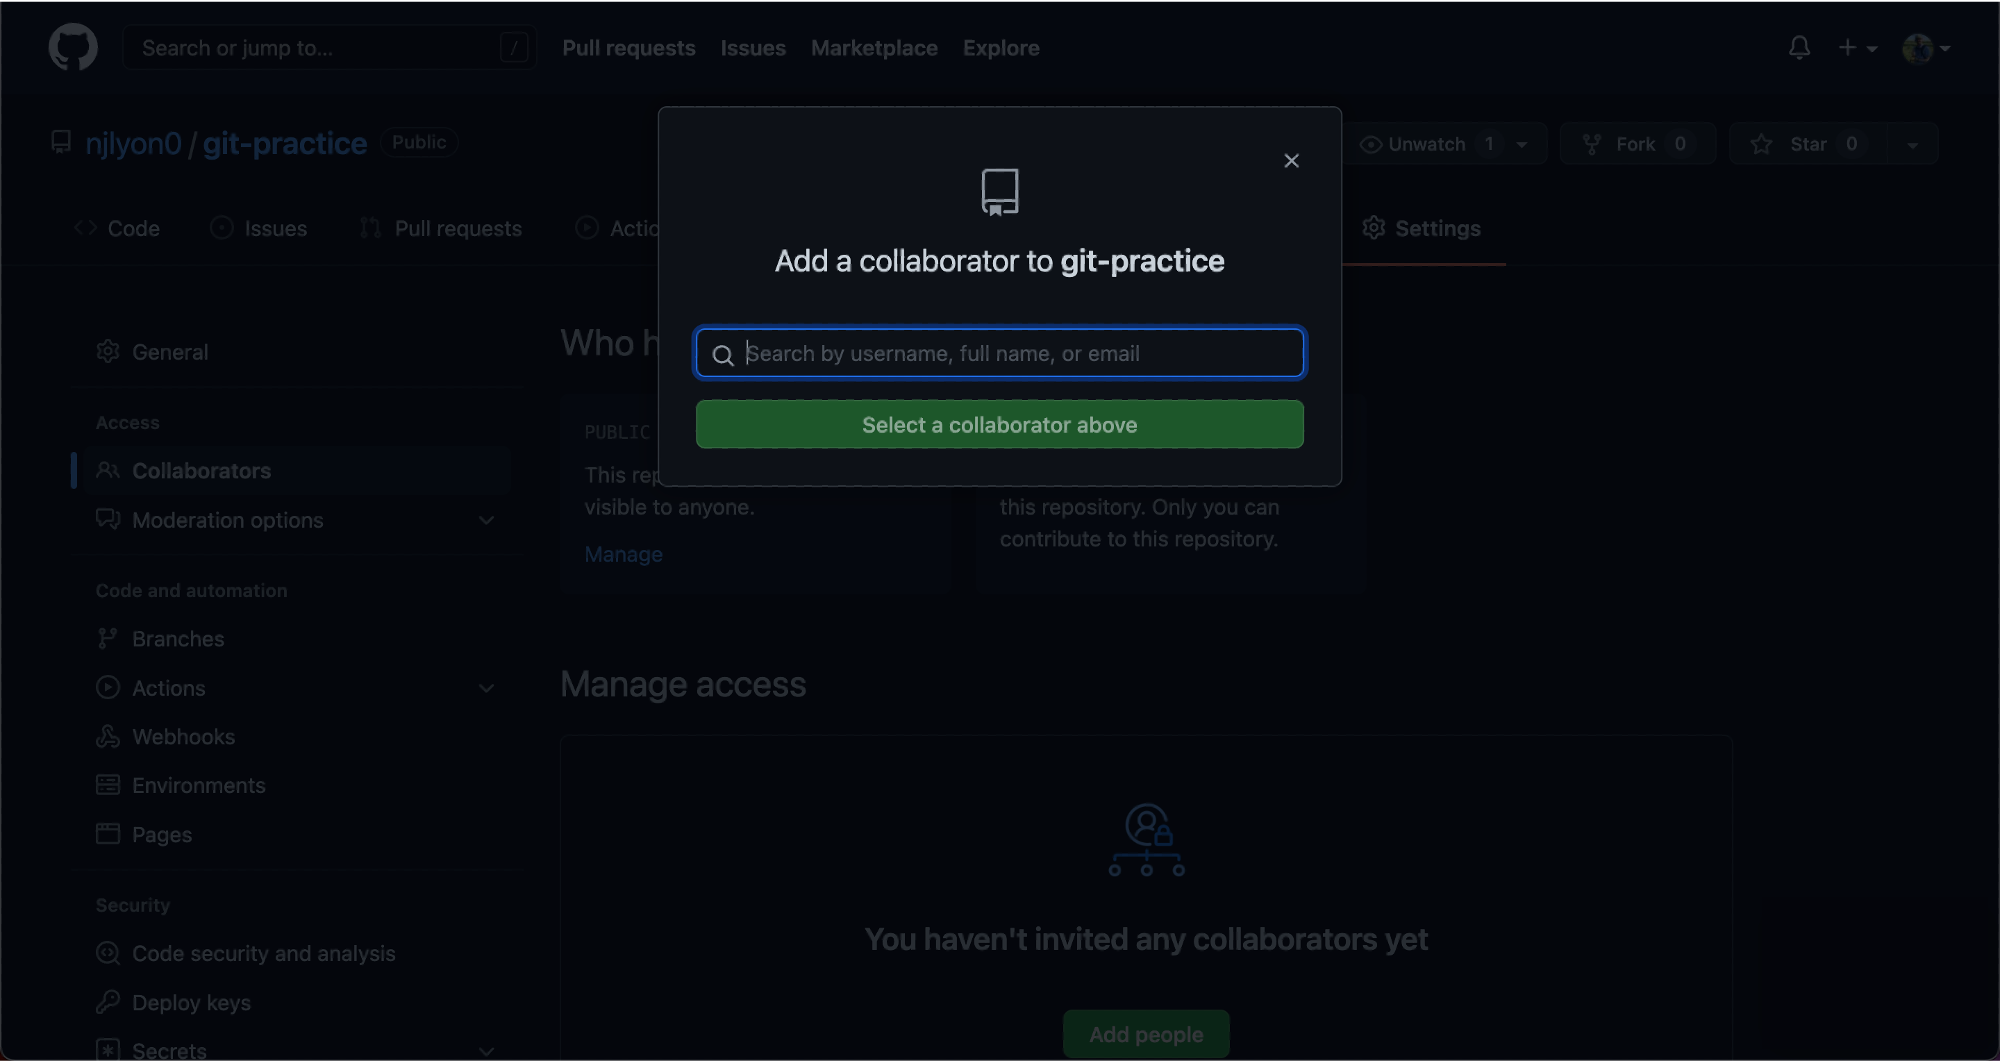 Search or jump to...
/
Pull requests
Issues
Marketplace
Explore
njlyon0 / git-practice
Public
Unwatch 1
Fork 0
Star 0
Code
Issues
Pull requests
Actio
Settings
Add a collaborator to git-practice
Search by username, full name, or email
Select a collaborator above
General
Access
Collaborators
Moderation options
Code and automation
Branches
Actions
Webhooks
Environments
Pages
Security
Code security and analysis
Deploy keys
Secrets
Who h
PUBLIC
This rep
visible to anyone.
Manage
this repository. Only you can
contribute to this repository.
Manage access
You haven't invited any collaborators yet
Add people